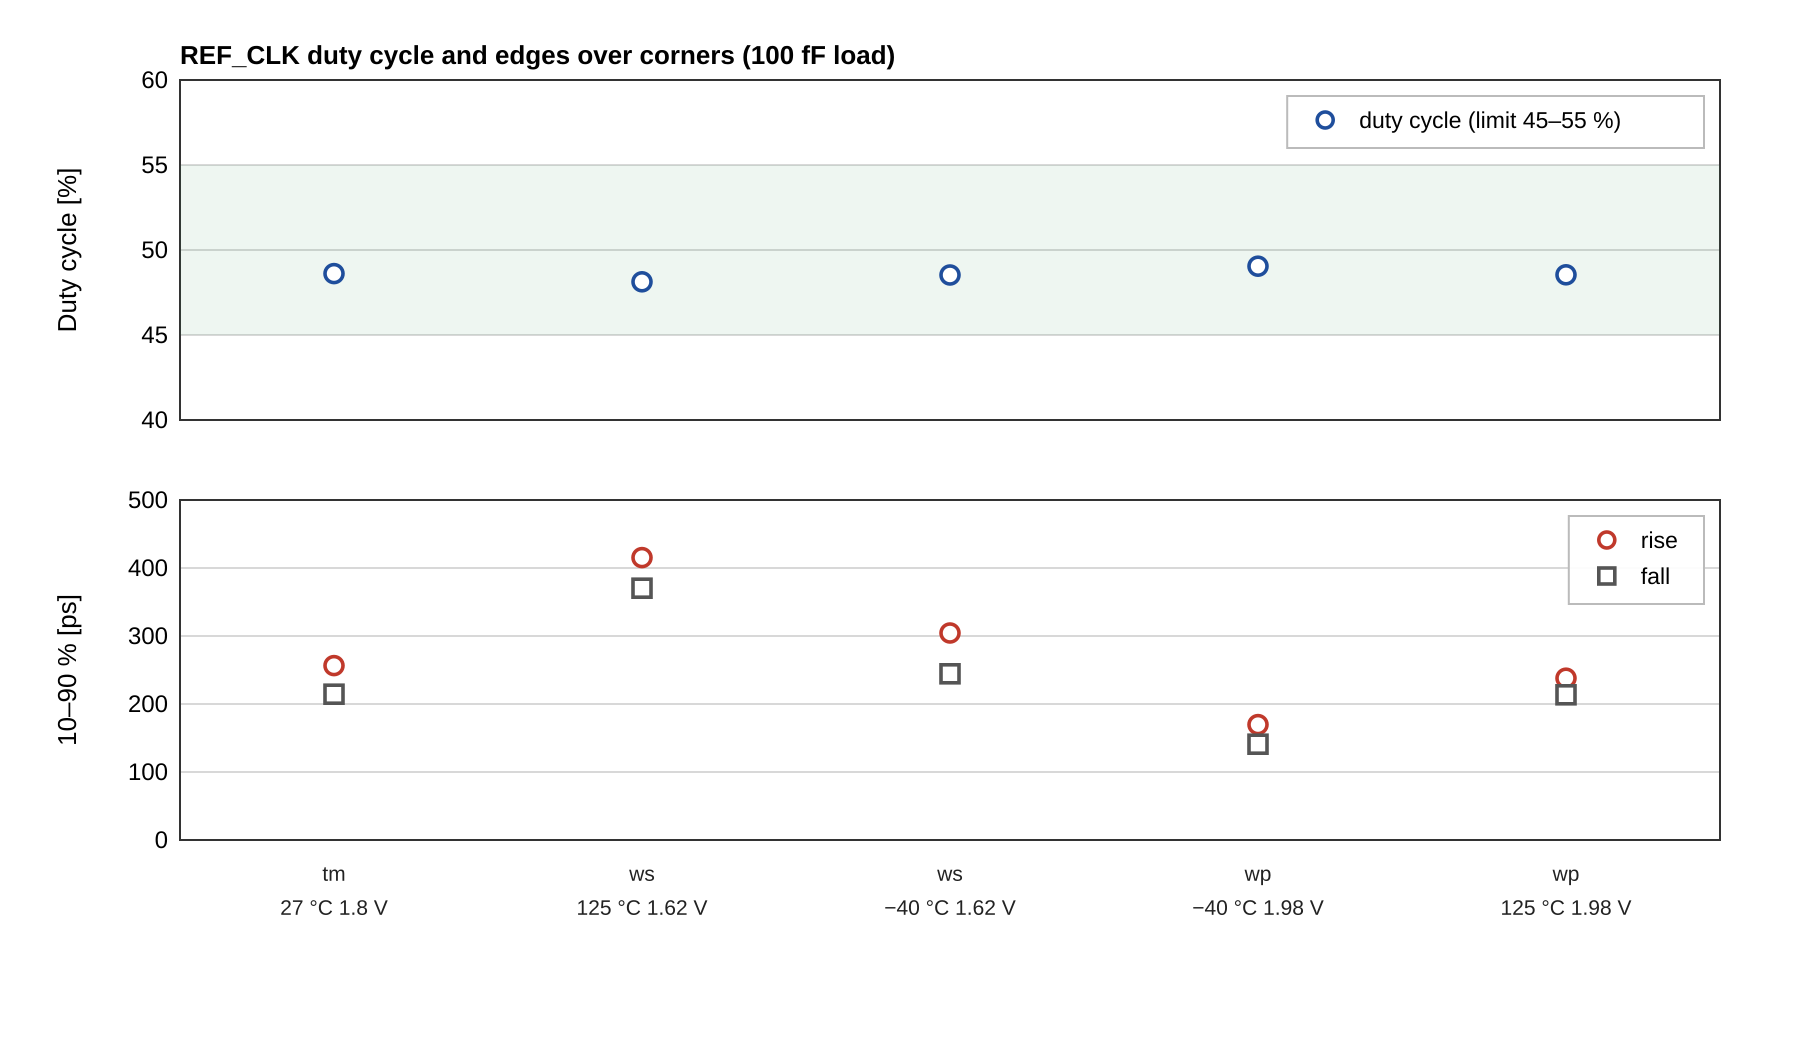 REF_CLK duty cycle and edges over corners (100 fF load)
60
55
50
45
40
Duty cycle [%]
duty cycle (limit 45–55 %)
500
400
300
200
100
0
10–90 % [ps]
rise
fall
tm
27 °C 1.8 V
ws
125 °C 1.62 V
ws
−40 °C 1.62 V
wp
−40 °C 1.98 V
wp
125 °C 1.98 V